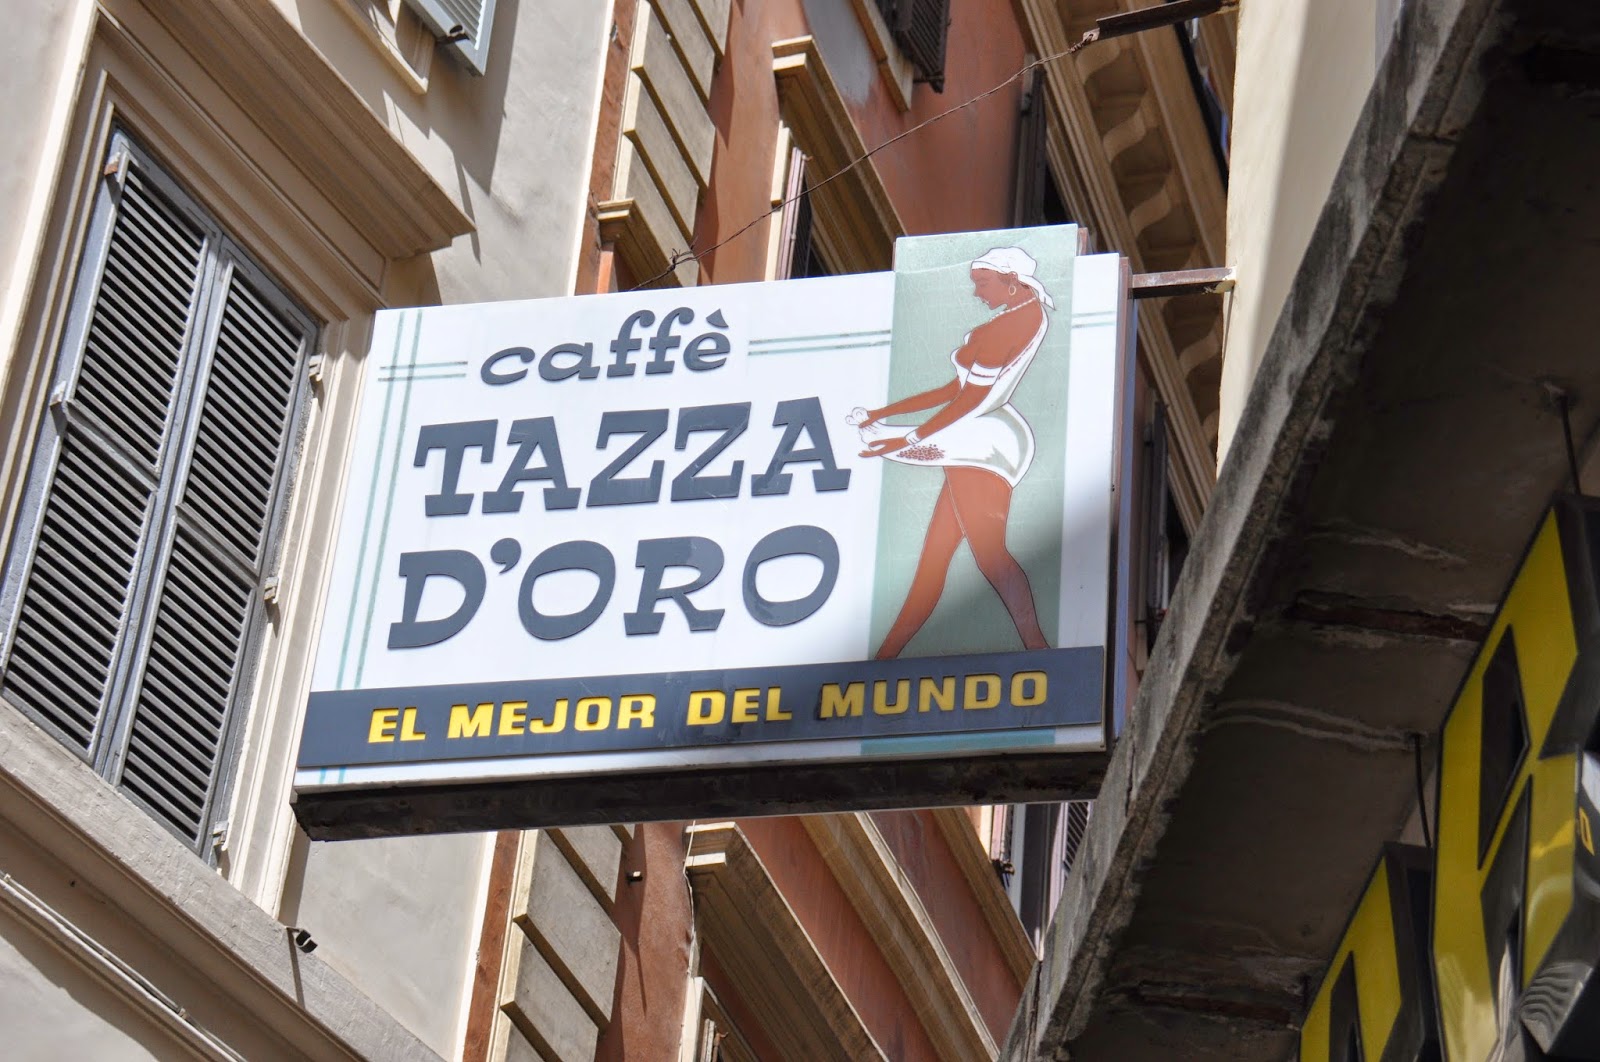 caffè
TAZZA
D'ORO
EL MEJOR DEL MUNDO